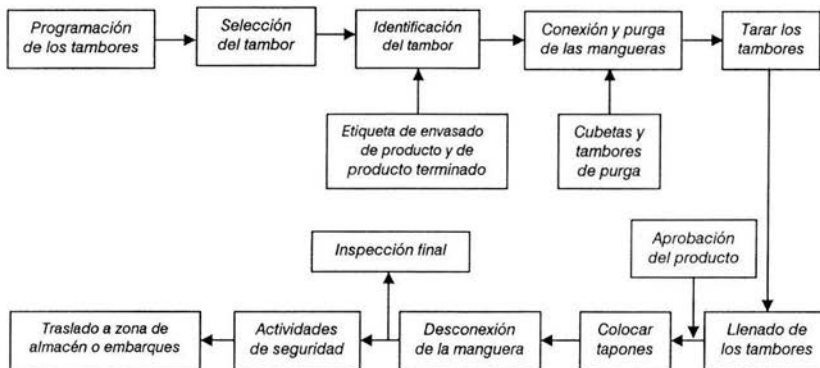 Programación
de los tambores
Selección
del tambor
Identificación
del tambor
Conexión y purga
de las mangueras
Tarar los
tambores
Etiqueta de envasado
de producto y de
producto terminado
Cubetas y
tambores
de purga
Inspección final
Aprobación
del producto
Traslado a zona de
almacén o embarques
Actividades
de seguridad
Desconexión
de la manguera
Colocar
tapones
Llenado de
los tambores